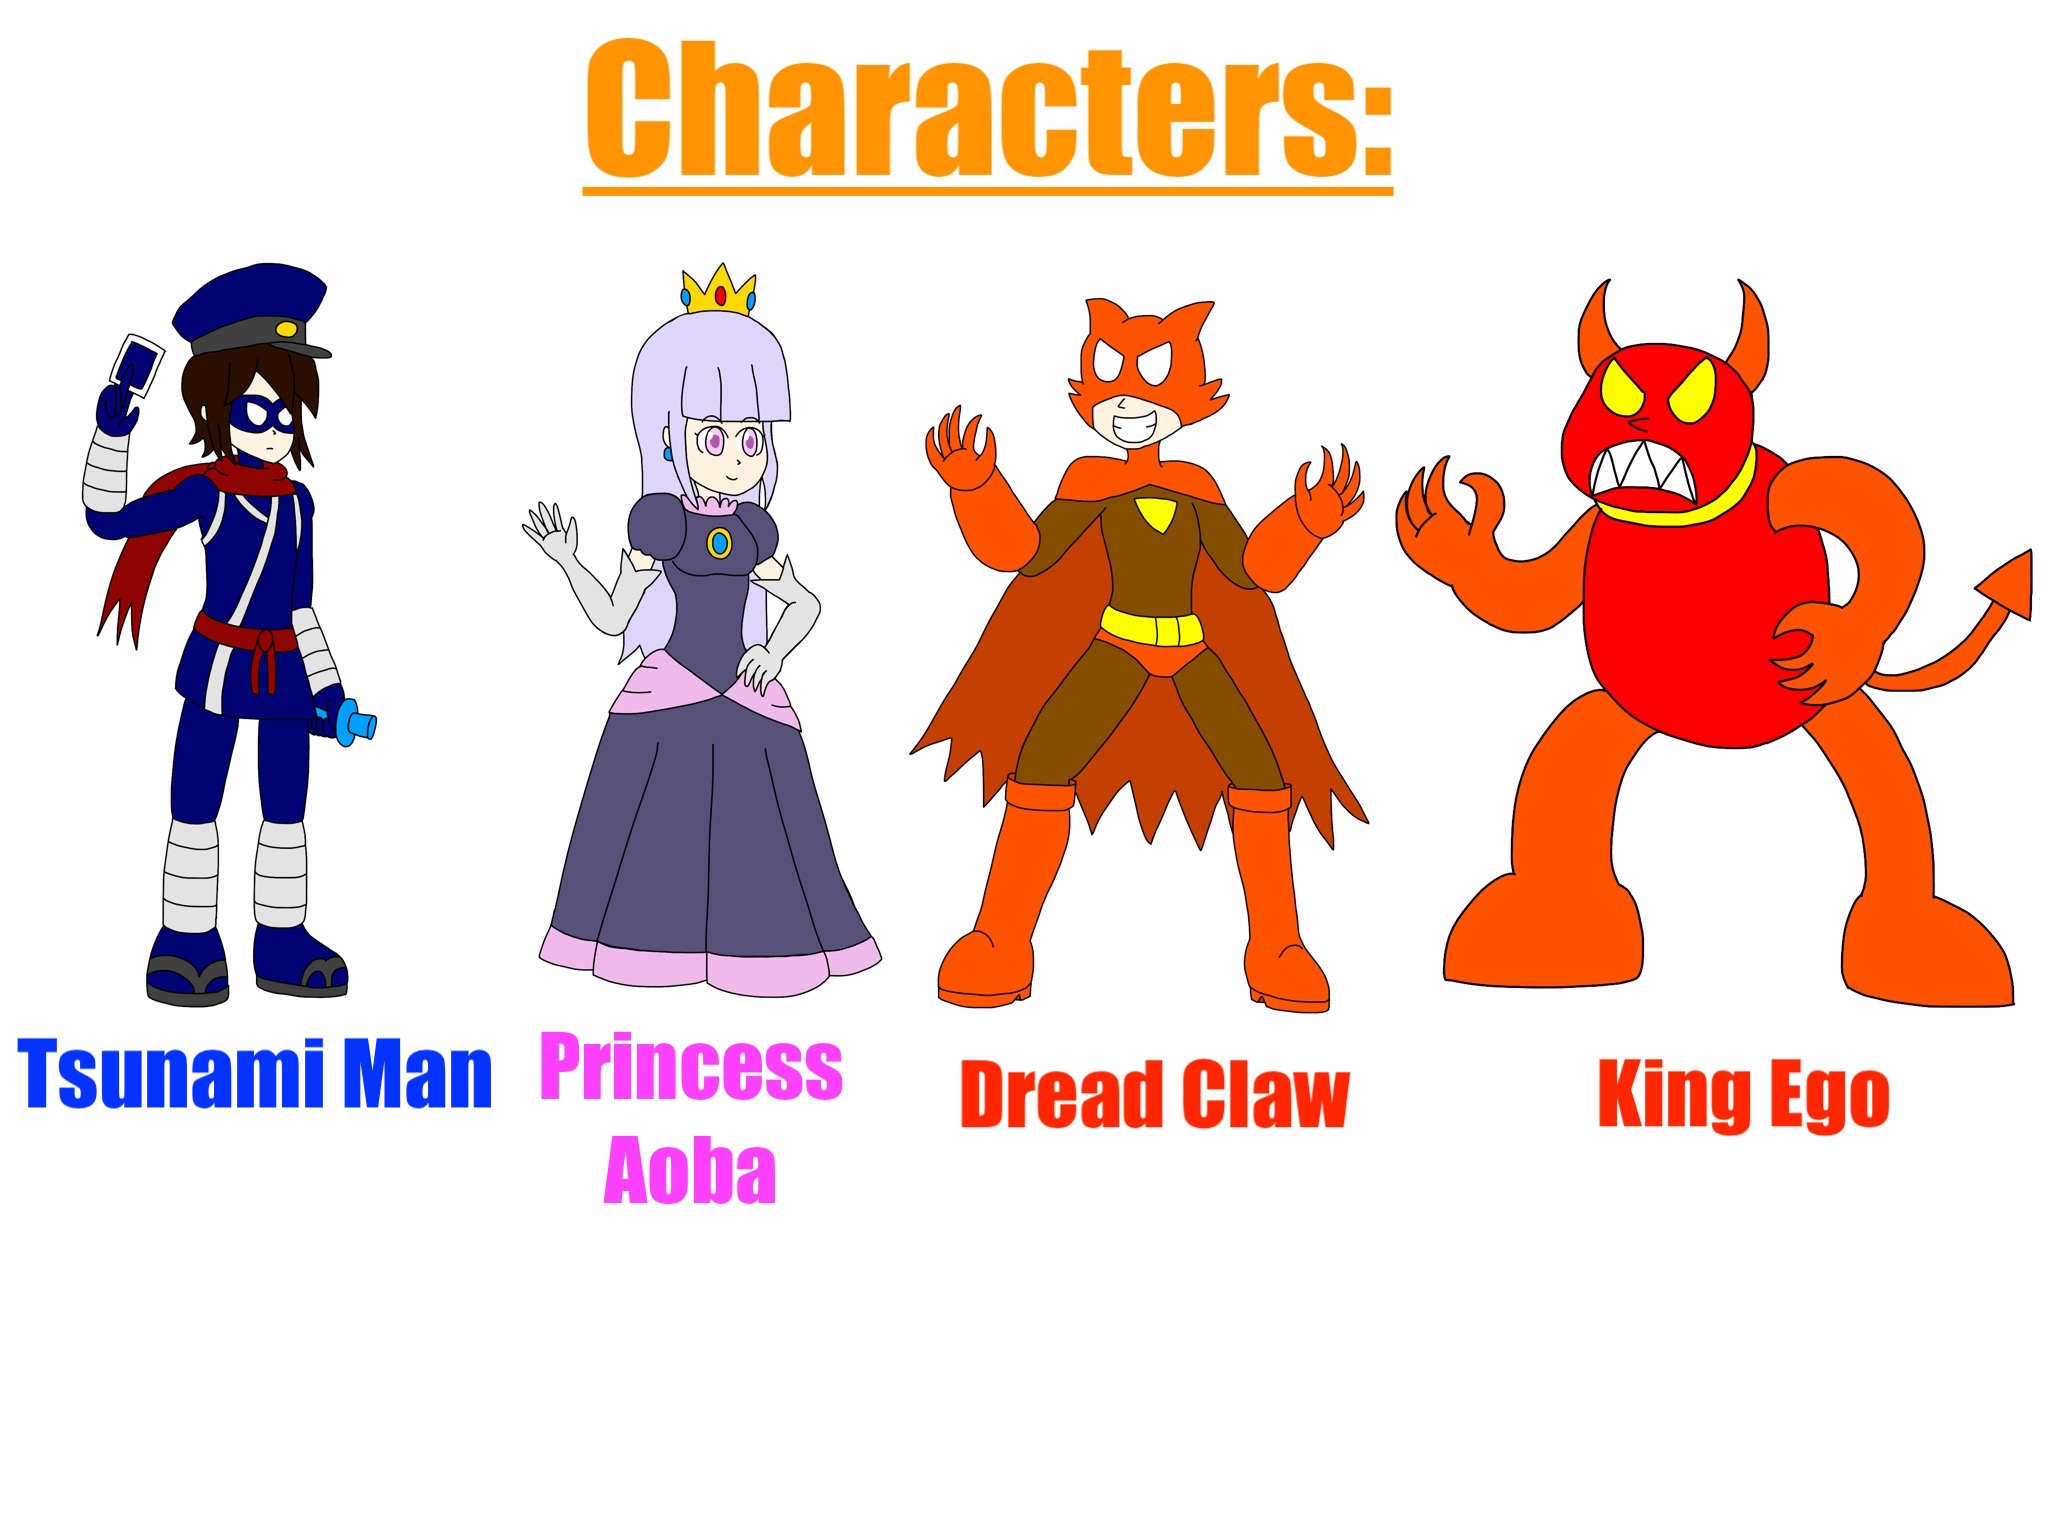 Characters:
Tsunami Man
Princess
Aoba
Dread Claw
King Ego